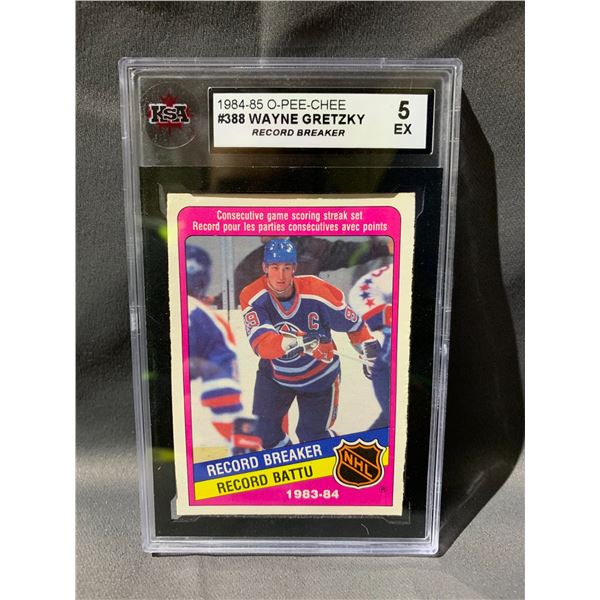 KSA
1984-85 O-PEE-CHEE
#388 WAYNE GRETZKY
RECORD BREAKER
5
EX
Consecutive game scoring streak set
Record pour les parties consécutives avec points
99
C
RECORD BREAKER
RECORD BATTU
NHL
1983-84